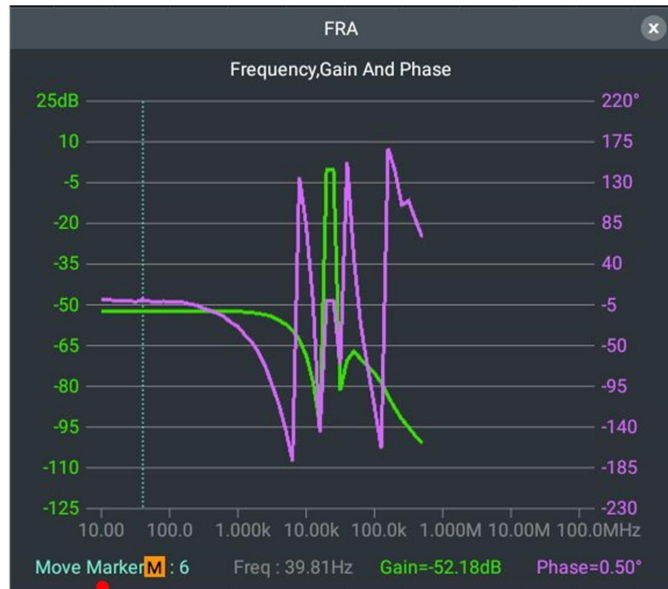 FRA
x
Frequency,Gain And Phase
25dB 220°
10 175
-5 130
-20 85
-35 40
-50 -5
-65 -50
-80 -95
-95 -140
-110 -185
-125 -230
10.00 100.0 1.000k 10.00k 100.0k 1.000M 10.00M 100.0MHz
Move Marker M : 6 Freq : 39.81Hz Gain=-52.18dB Phase=0.50°